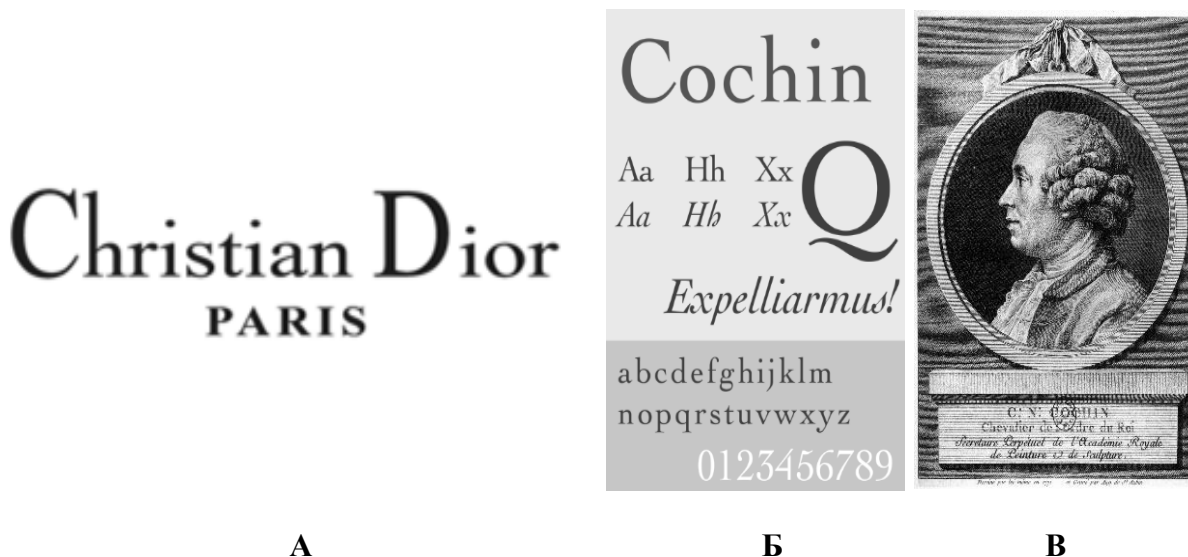 Christian Dior
PARIS
Cochin
Aa Hh Xx
Aa Hh Xx
Q
Expelliarmus!
abcdefghijklm
nopqrstuvwxyz
0123456789
C. N. COCHIN
Chevalier de l'Ordre du Roi
Secretaire Perpetuel de l'Académie Royale
de Peinture et de Sculpture.
А
Б
В